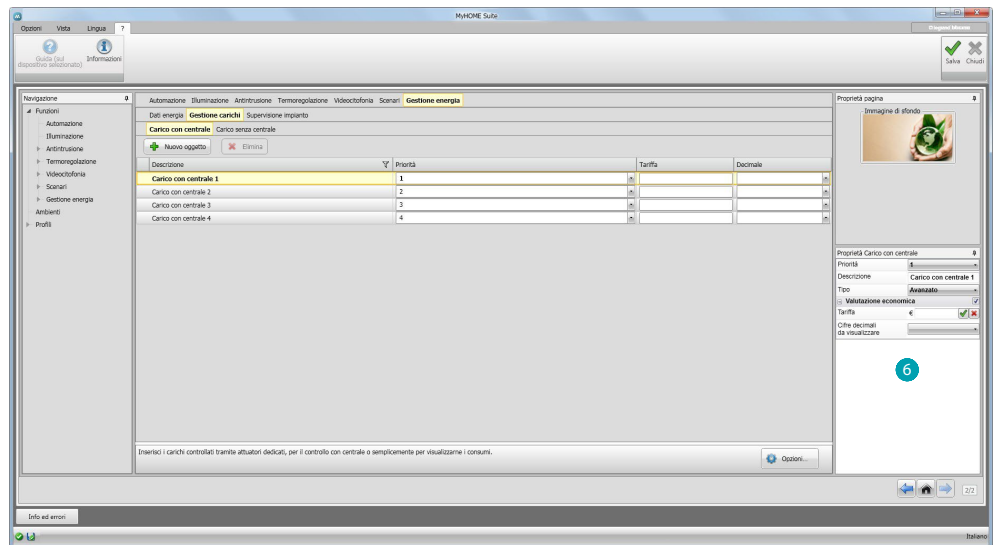 MyHOME Suite
Opzioni Vista Lingua ?
Guida (sul dispositivo selezionato)
Informazioni
Salva Chiudi
Navigazione
Funzioni
Automazione
Illuminazione
Antintrusione
Termoregolazione
Videocitofonia
Scenari
Gestione energia
Ambienti
Profili
Automazione Illuminazione Antintrusione Termoregolazione Videocitofonia Scenari Gestione energia
Dati energia Gestione carichi Supervisione impianto
Carico con centrale Carico senza centrale
Nuovo oggetto Elimina
Descrizione Priorità Tariffa Decimale
Carico con centrale 1 1
Carico con centrale 2 2
Carico con centrale 3 3
Carico con centrale 4 4
Inserisci i carichi controllati tramite attuatori dedicati, per il controllo con centrale o semplicemente per visualizzarne i consumi.
Opzioni...
Proprietà pagina
Immagine di sfondo
Proprietà Carico con centrale
Priorità 1
Descrizione Carico con centrale 1
Tipo Avanzato
Valutazione economica
Tariffa €
Cifre decimali
da visualizzare
6
2/2
Info ed errori
Italiano